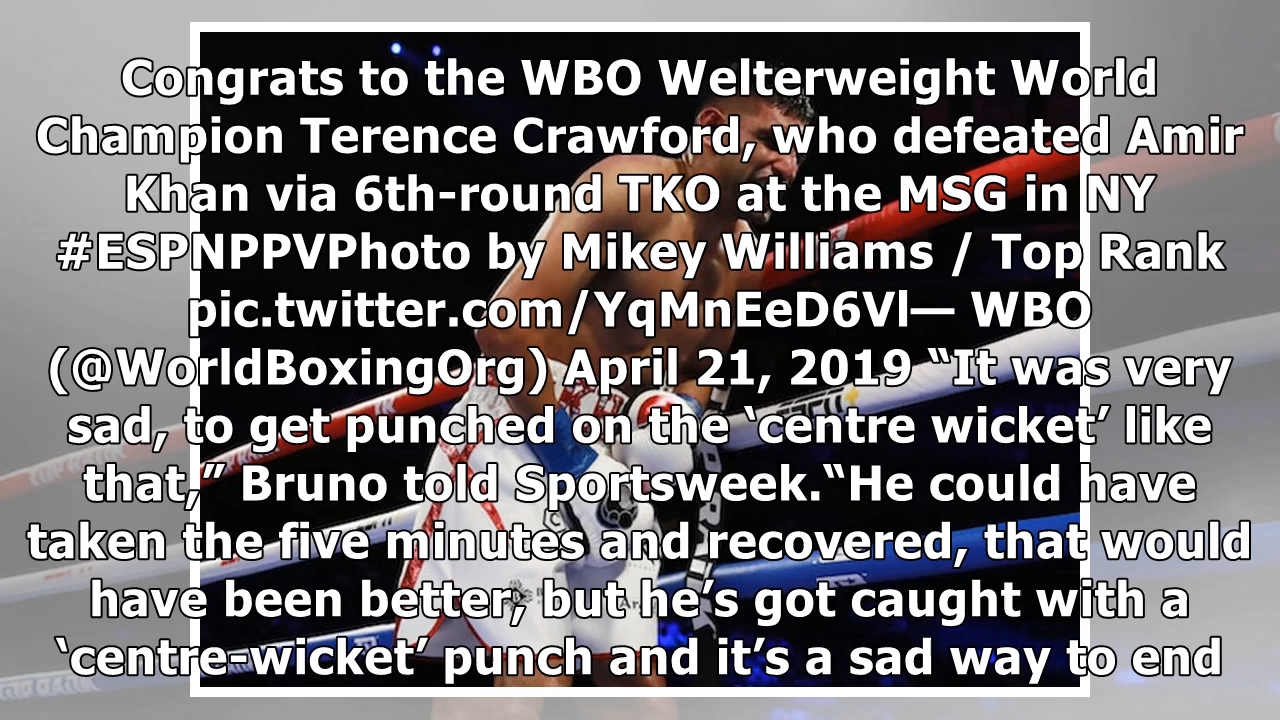 Congrats to the WBO Welterweight World
Champion Terence Crawford, who defeated Amir
Khan via 6th-round TKO at the MSG in NY
#ESPNPPVPhoto by Mikey Williams / Top Rank
pic.twitter.com/YqMnEeD6Vl— WBO
(@WorldBoxingOrg) April 21, 2019 “It was very
sad, to get punched on the ‘centre wicket’ like
that,” Bruno told Sportsweek.“He could have
taken the five minutes and recovered, that would
have been better, but he’s got caught with a
‘centre-wicket’ punch and it’s a sad way to end